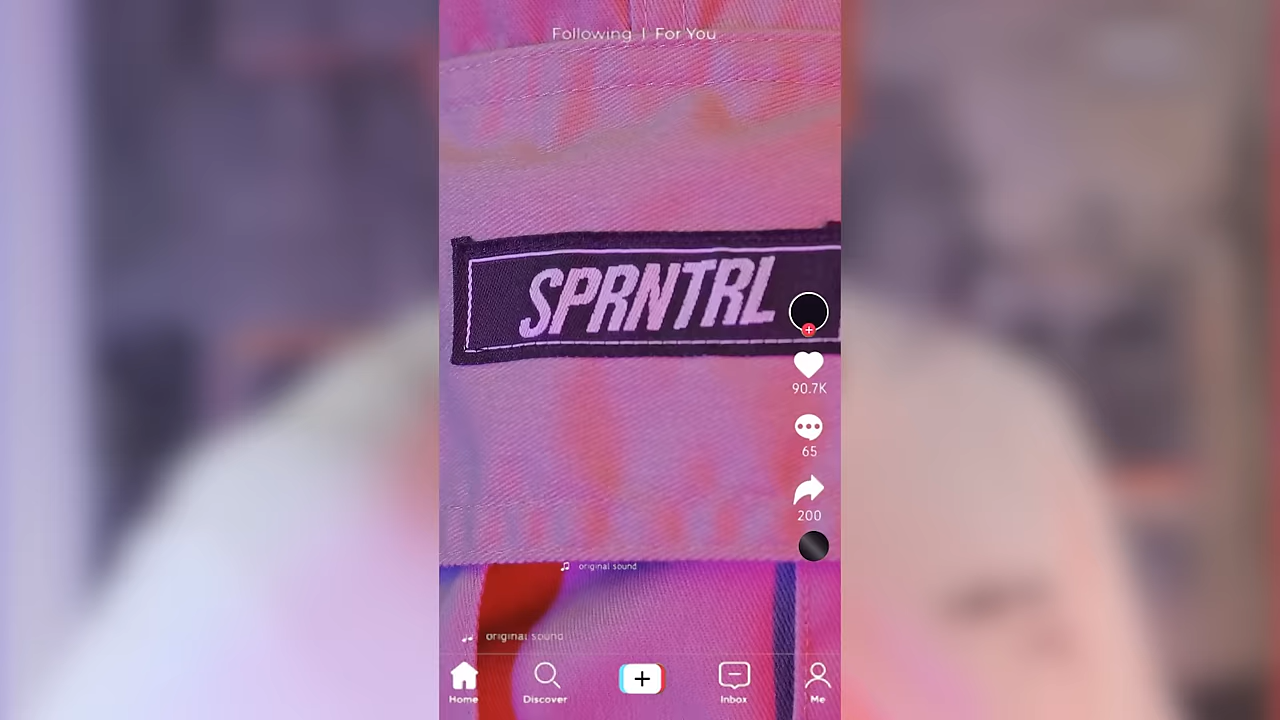 Following | For You
SPRNTRL
90.7K
65
200
original sound
original sound
Home
Discover
Inbox
Me